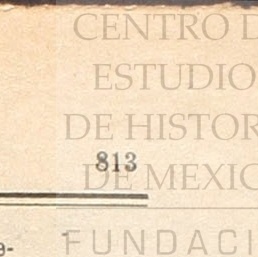 CENTRO D
ESTUDIO
DE HISTOR
813
DE MEXIC
FUNDACI